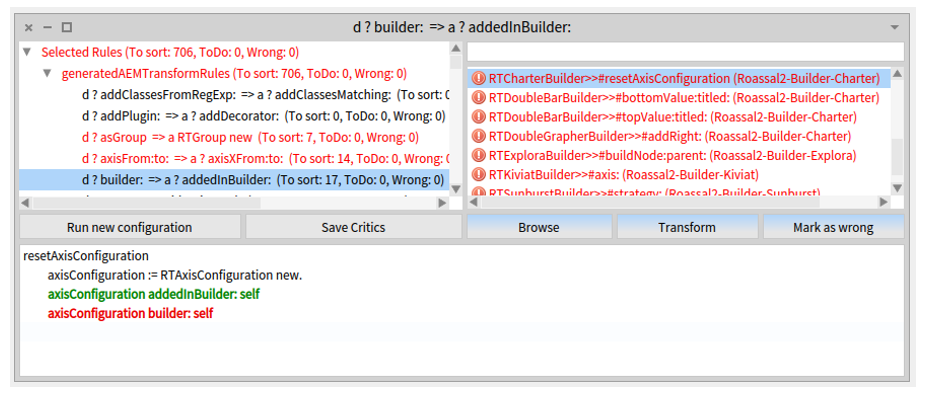 d ? builder: => a ? addedInBuilder:
Selected Rules (To sort: 706, ToDo: 0, Wrong: 0)
generatedAEMTransformRules (To sort: 706, ToDo: 0, Wrong: 0)
d ? addClassesFromRegExp: => a ? addClassesMatching: (To sort: 0
d ? addPlugin: => a ? addDecorator: (To sort: 0, ToDo: 0, Wrong: 0)
d ? asGroup => a RTGroup new (To sort: 7, ToDo: 0, Wrong: 0)
d ? axisFrom:to: => a ? axisXFrom:to: (To sort: 14, ToDo: 0, Wrong: 0
d ? builder: => a ? addedInBuilder: (To sort: 17, ToDo: 0, Wrong: 0)
RTCharterBuilder>>#resetAxisConfiguration (Roassal2-Builder-Charter)
RTDoubleBarBuilder>>#bottomValue:titled: (Roassal2-Builder-Charter)
RTDoubleBarBuilder>>#topValue:titled: (Roassal2-Builder-Charter)
RTDoubleGrapherBuilder>>#addRight: (Roassal2-Builder-Charter)
RTExploraBuilder>>#buildNode:parent: (Roassal2-Builder-Explora)
RTKiviatBuilder>>#axis: (Roassal2-Builder-Kiviat)
RTSunburstBuilder>>#strategy: (Roassal2-Builder-Sunburst)
Run new configuration
Save Critics
Browse
Transform
Mark as wrong
resetAxisConfiguration
axisConfiguration := RTAxisConfiguration new.
axisConfiguration addedInBuilder: self
axisConfiguration builder: self